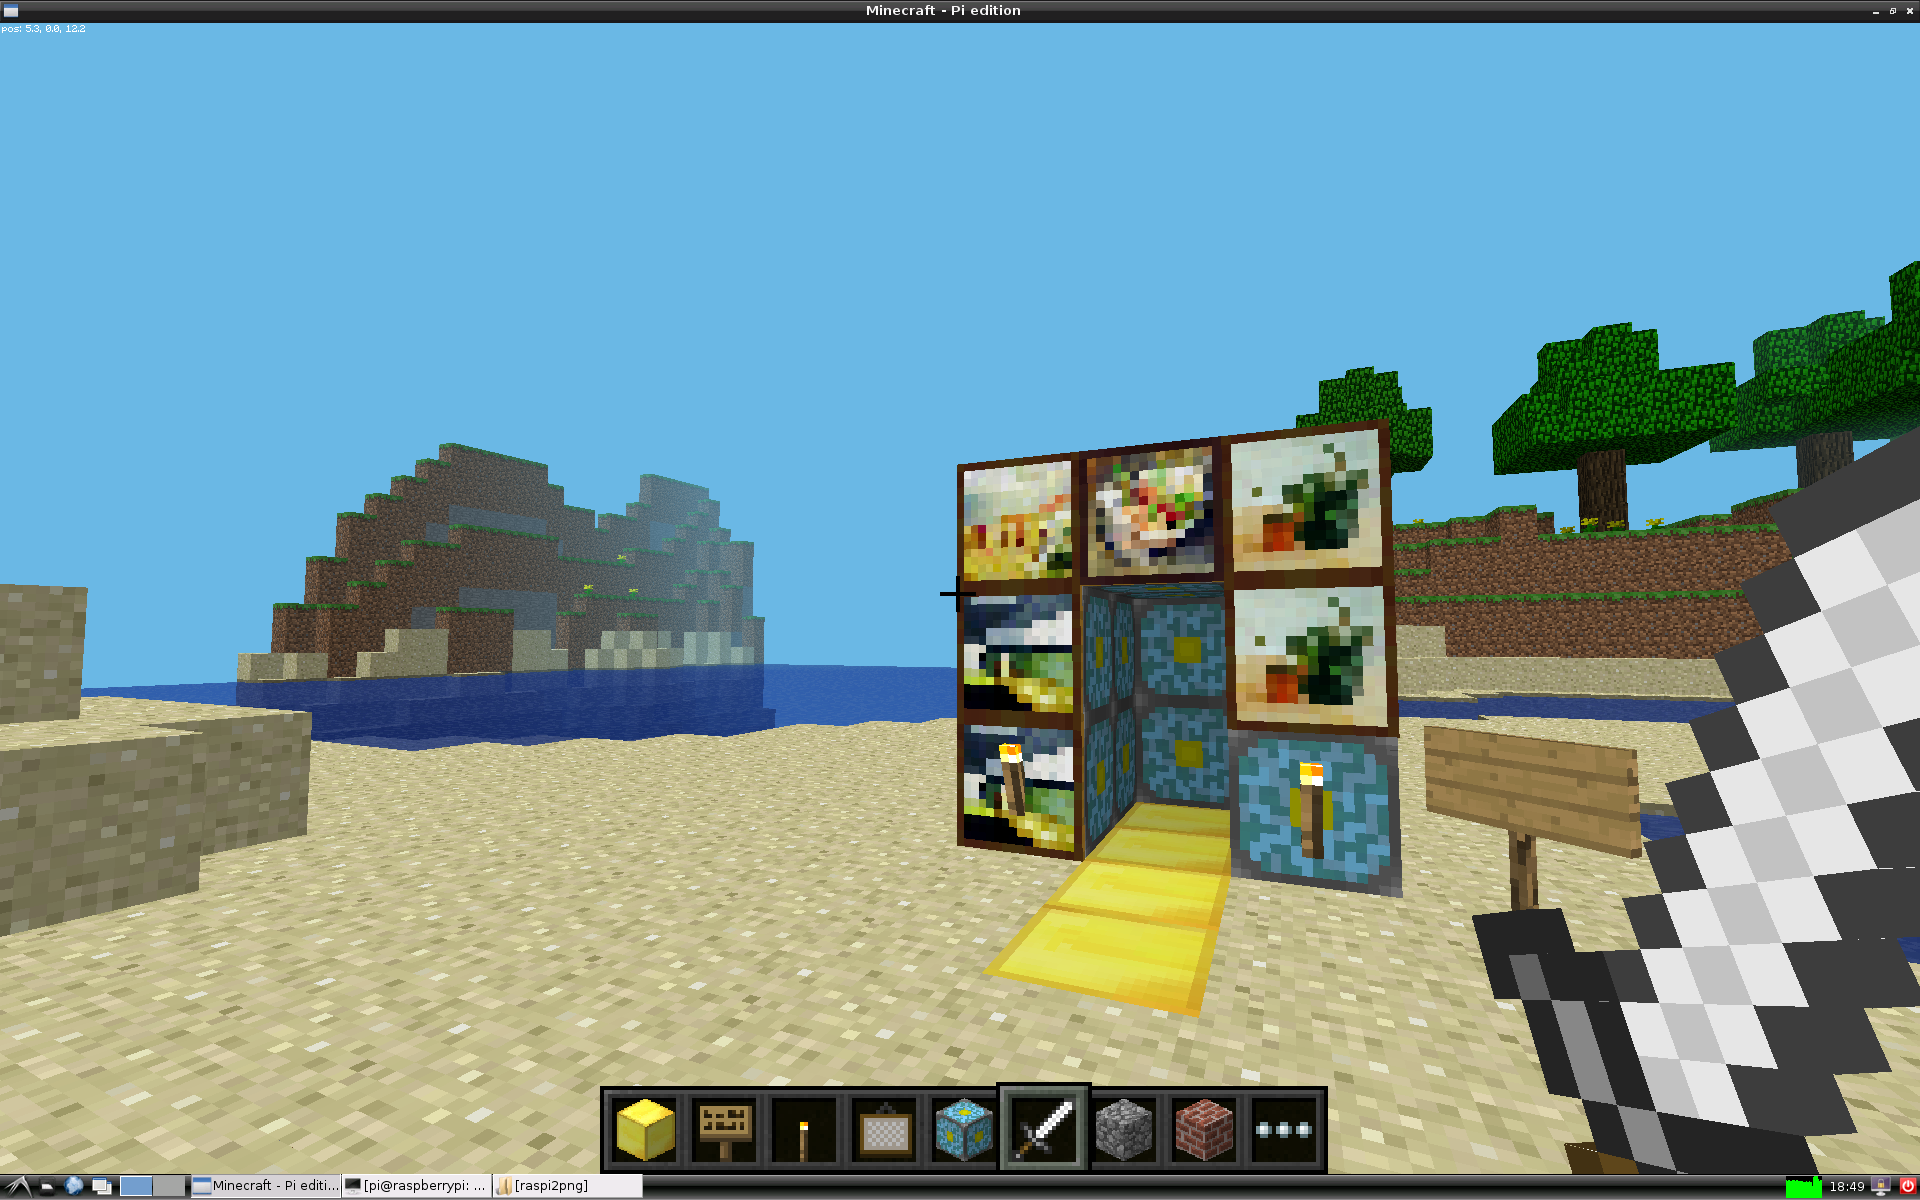 Minecraft - Pi edition
pos: 5.3, 0.0, 12.2
Minecraft - Pi editi...
[pi@raspberrypi: ...
[raspi2png]
18:49